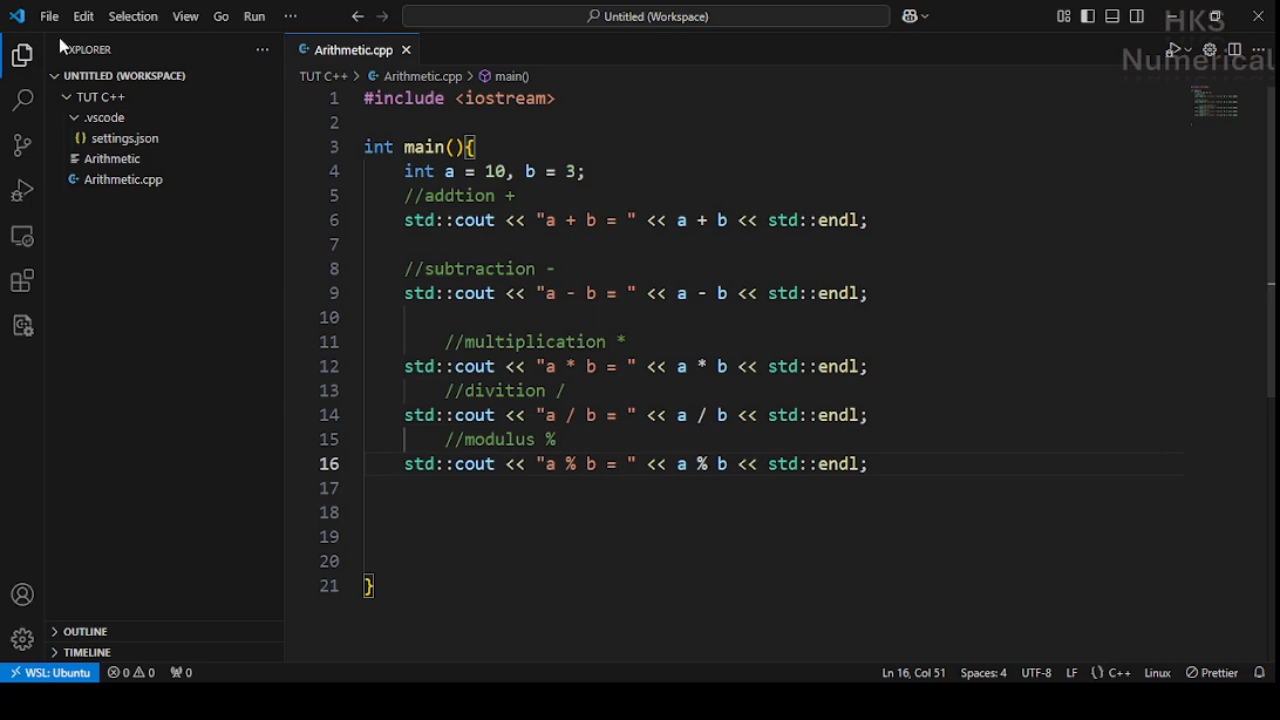 File Edit Selection View Go Run ··· Untitled (Workspace)
HKS
Numerical
EXPLORER ···
UNTITLED (WORKSPACE)
TUT C++
.vscode
{} settings.json
Arithmetic
Arithmetic.cpp
Arithmetic.cpp
TUT C++ > Arithmetic.cpp > main()
1 #include <iostream>
2
3 int main(){
4 int a = 10, b = 3;
5 //addtion +
6 std::cout << "a + b = " << a + b << std::endl;
7
8 //subtraction -
9 std::cout << "a - b = " << a - b << std::endl;
10
11 //multiplication *
12 std::cout << "a * b = " << a * b << std::endl;
13 //divition /
14 std::cout << "a / b = " << a / b << std::endl;
15 //modulus %
16 std::cout << "a % b = " << a % b << std::endl;
17
18
19
20
21 }
OUTLINE
TIMELINE
WSL: Ubuntu 0 0 0 Ln 16, Col 51 Spaces: 4 UTF-8 LF {} C++ Linux Prettier